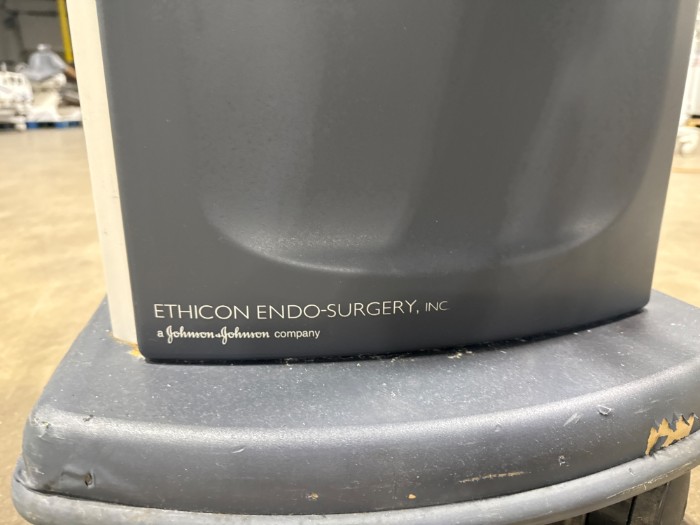 ETHICON ENDO-SURGERY, INC.
a Johnson & Johnson company